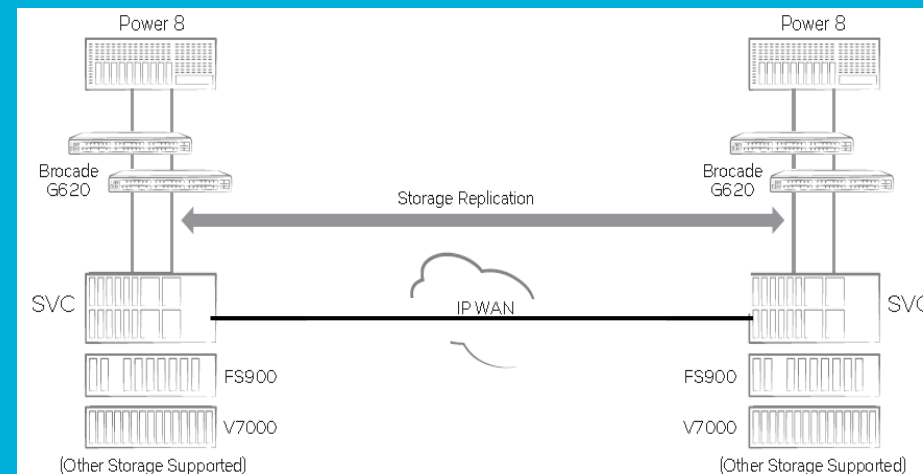 Power 8
Power 8
Brocade
G620
Brocade
G620
Storage Replication
SVC
IP WAN
SVC
FS900
FS900
V7000
V7000
(Other Storage Supported)
(Other Storage Supported)